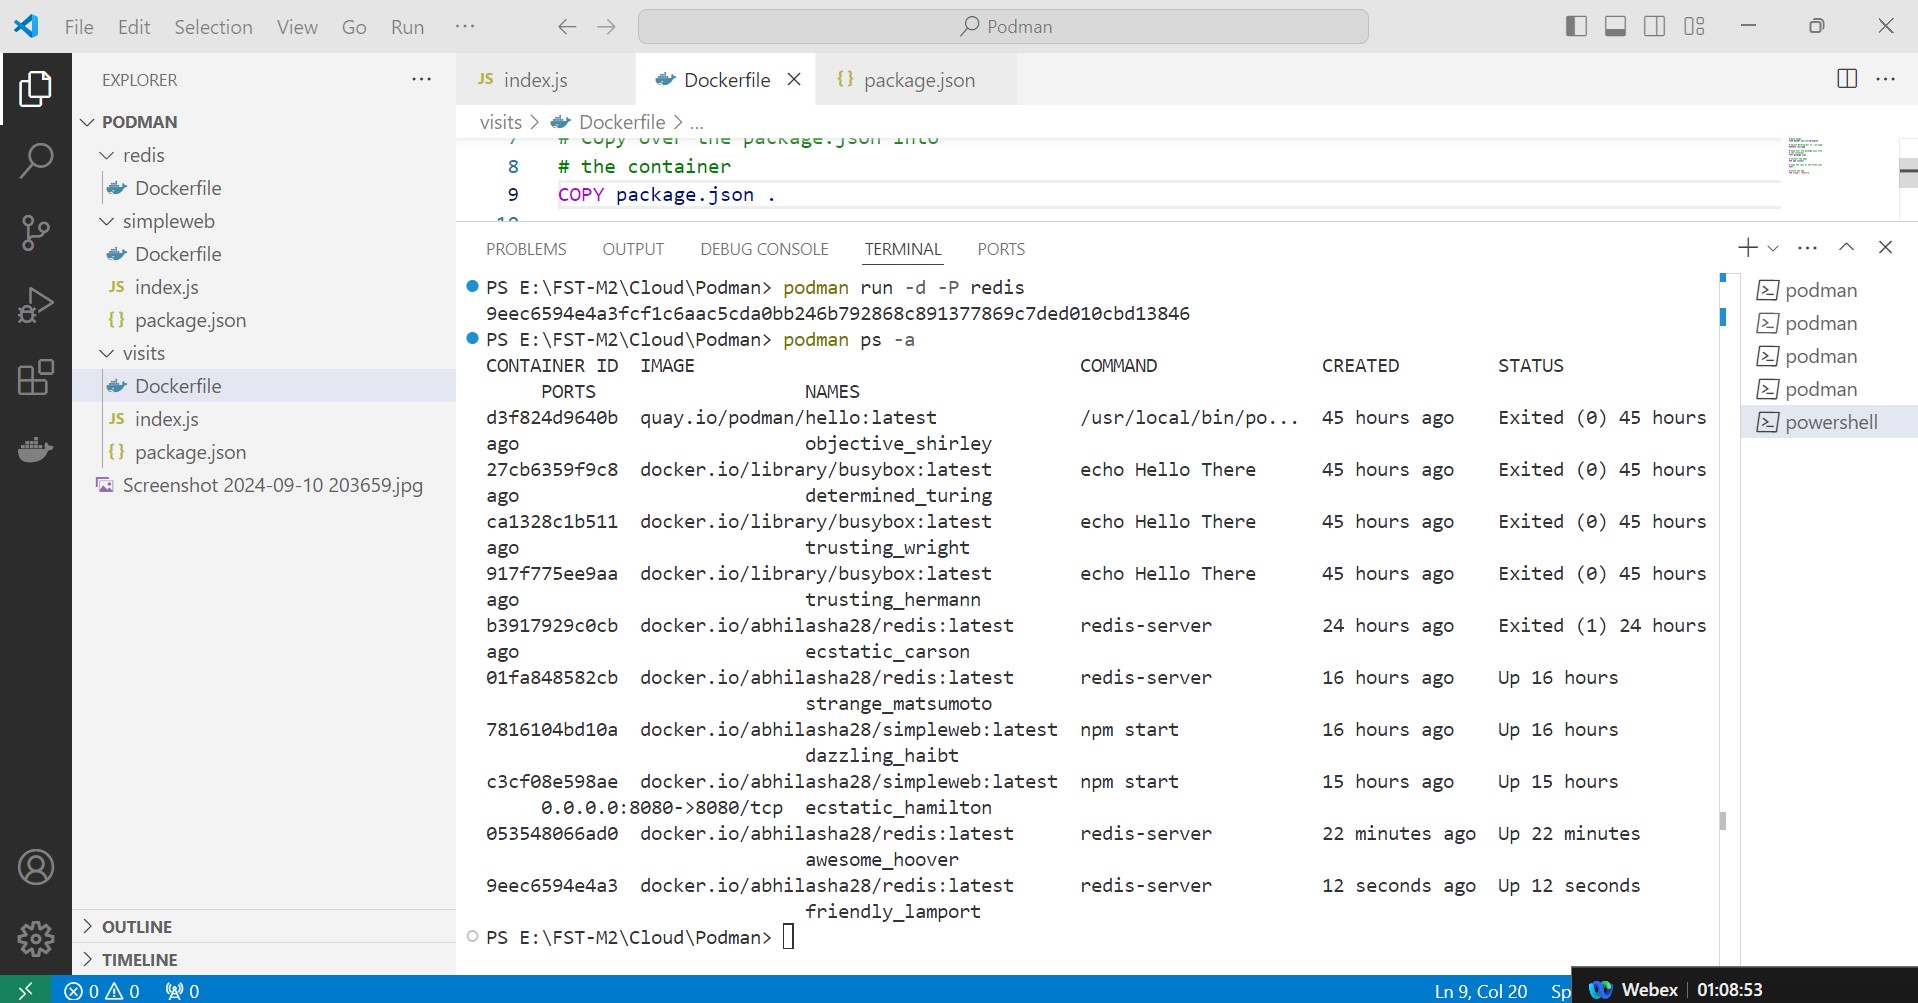 File Edit Selection View Go Run ··· Podman
EXPLORER ···
PODMAN
redis
Dockerfile
simpleweb
Dockerfile
JS index.js
{} package.json
visits
Dockerfile
JS index.js
{} package.json
Screenshot 2024-09-10 203659.jpg
OUTLINE
TIMELINE
JS index.js Dockerfile {} package.json
visits > Dockerfile > ...
7 # Copy over the package.json into
8 # the container
9 COPY package.json .
10
PROBLEMS OUTPUT DEBUG CONSOLE TERMINAL PORTS
PS E:\FST-M2\Cloud\Podman> podman run -d -P redis
9eec6594e4a3fcf1c6aac5cda0bb246b792868c891377869c7ded010cbd13846
PS E:\FST-M2\Cloud\Podman> podman ps -a
CONTAINER ID IMAGE COMMAND CREATED STATUS
PORTS NAMES
d3f824d9640b quay.io/podman/hello:latest /usr/local/bin/po... 45 hours ago Exited (0) 45 hours
ago objective_shirley
27cb6359f9c8 docker.io/library/busybox:latest echo Hello There 45 hours ago Exited (0) 45 hours
ago determined_turing
ca1328c1b511 docker.io/library/busybox:latest echo Hello There 45 hours ago Exited (0) 45 hours
ago trusting_wright
917f775ee9aa docker.io/library/busybox:latest echo Hello There 45 hours ago Exited (0) 45 hours
ago trusting_hermann
b3917929c0cb docker.io/abhilasha28/redis:latest redis-server 24 hours ago Exited (1) 24 hours
ago ecstatic_carson
01fa848582cb docker.io/abhilasha28/redis:latest redis-server 16 hours ago Up 16 hours
strange_matsumoto
7816104bd10a docker.io/abhilasha28/simpleweb:latest npm start 16 hours ago Up 16 hours
dazzling_haibt
c3cf08e598ae docker.io/abhilasha28/simpleweb:latest npm start 15 hours ago Up 15 hours
0.0.0.0:8080->8080/tcp ecstatic_hamilton
053548066ad0 docker.io/abhilasha28/redis:latest redis-server 22 minutes ago Up 22 minutes
awesome_hoover
9eec6594e4a3 docker.io/abhilasha28/redis:latest redis-server 12 seconds ago Up 12 seconds
friendly_lamport
PS E:\FST-M2\Cloud\Podman>
podman
podman
podman
podman
powershell
0 0 0 Ln 9, Col 20 Sp
Webex 01:08:53